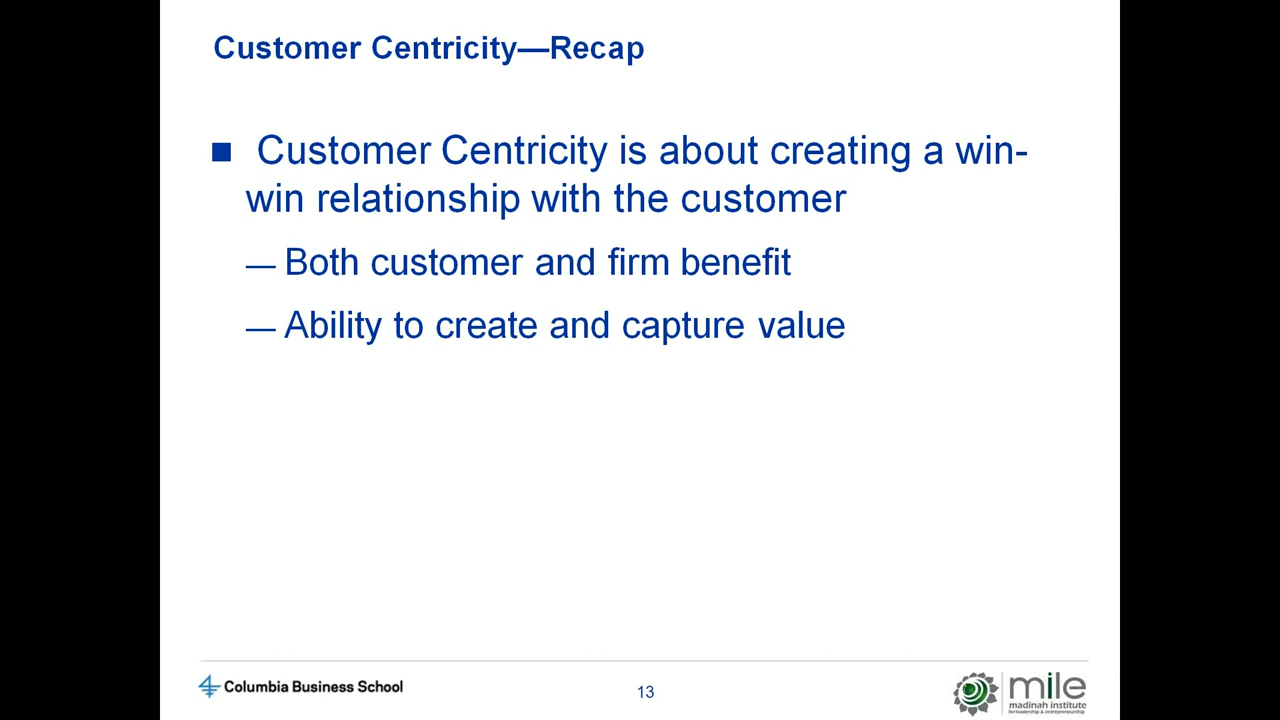 Customer Centricity—Recap
Customer Centricity is about creating a win-
win relationship with the customer
— Both customer and firm benefit
— Ability to create and capture value
Columbia Business School
13
mile
madinah institute
for leadership & entrepreneurship